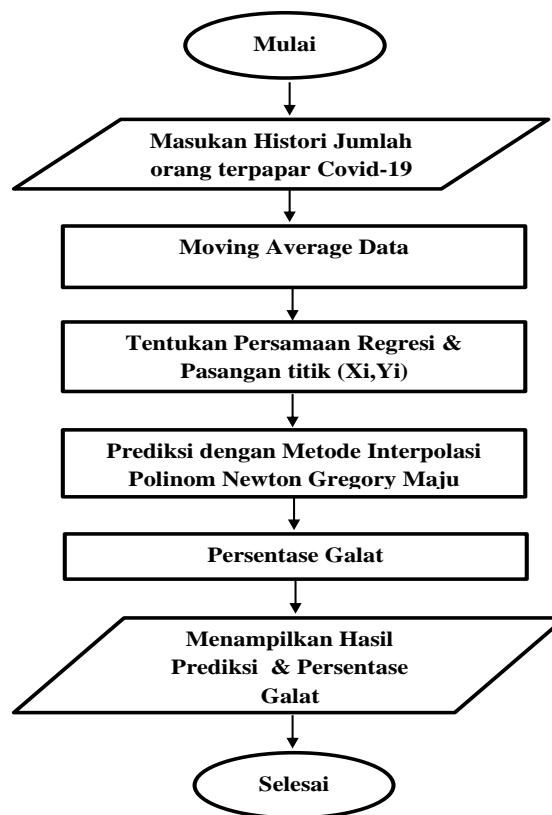 Mulai
Masukan Histori Jumlah
orang terpapar Covid-19
Moving Average Data
Tentukan Persamaan Regresi &
Pasangan titik (Xi,Yi)
Prediksi dengan Metode Interpolasi
Polinom Newton Gregory Maju
Persentase Galat
Menampilkan Hasil
Prediksi & Persentase
Galat
Selesai